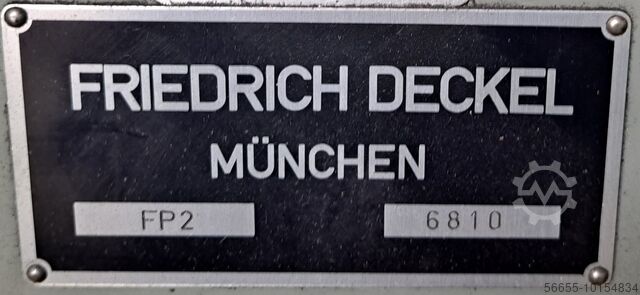 FRIEDRICH DECKEL
MÜNCHEN
FP2 6810
56655-10154834